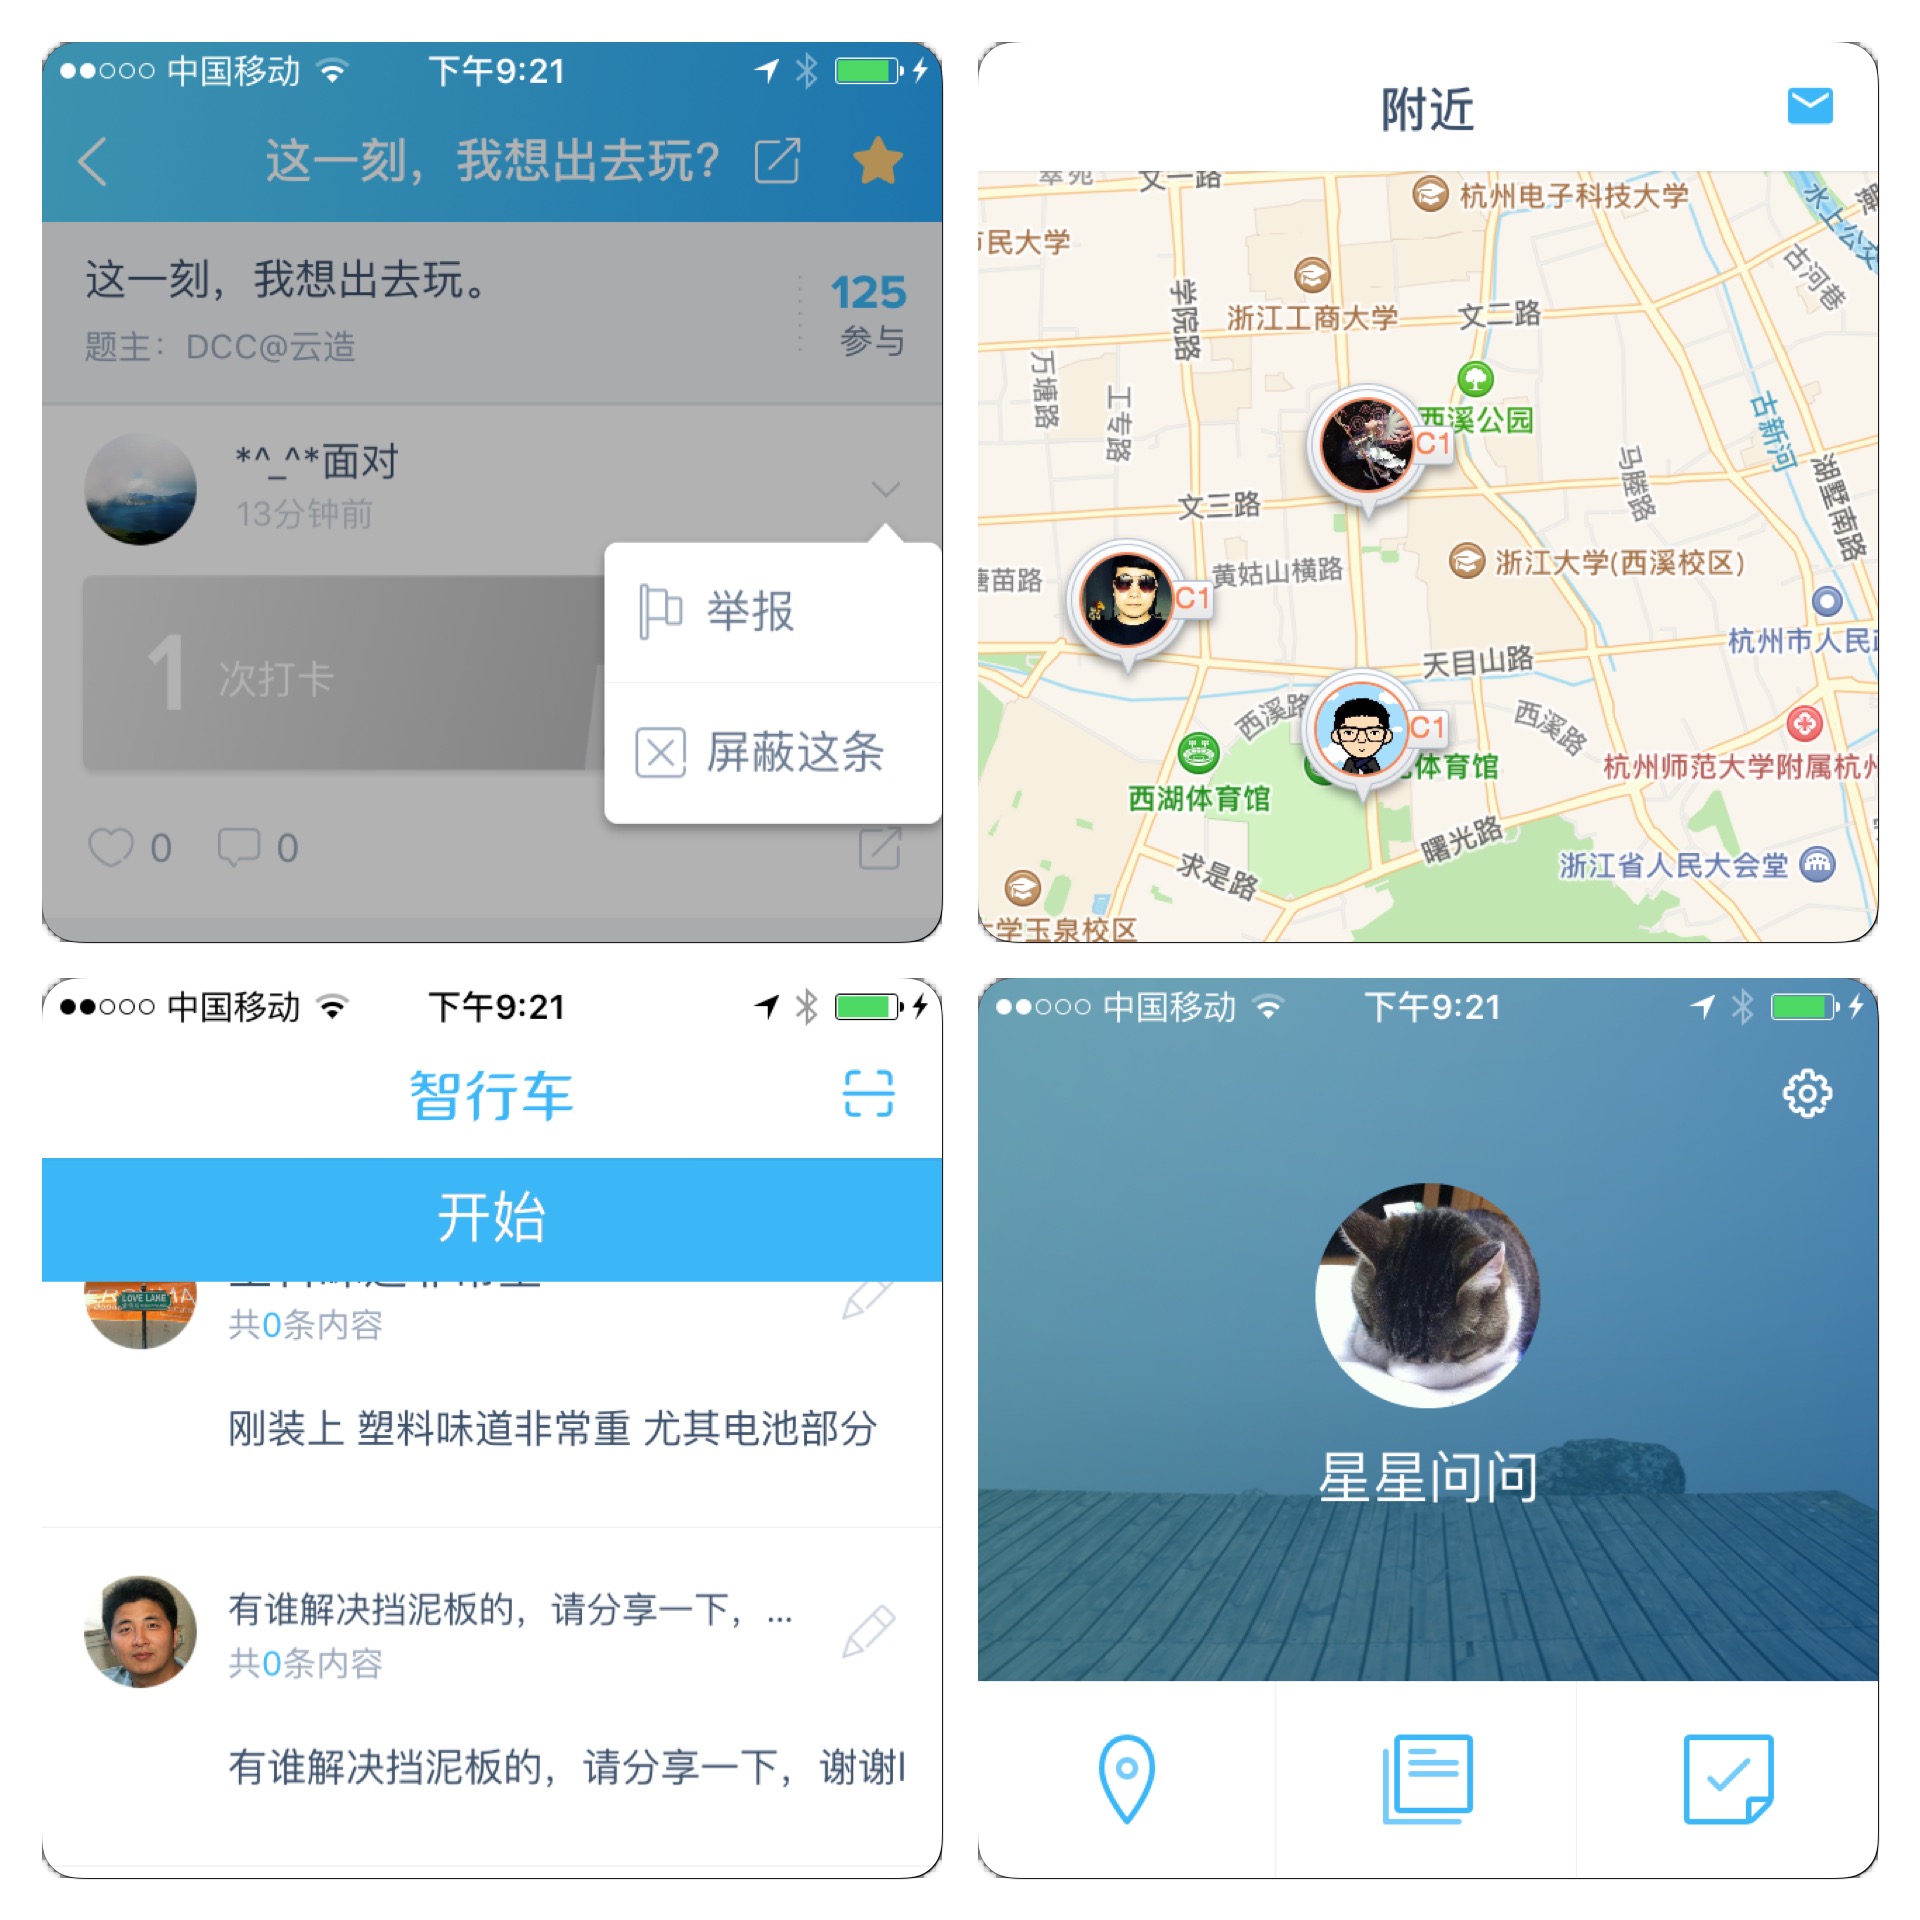 中国移动 下午9:21
这一刻，我想出去玩?
这一刻，我想出去玩。
125
题主：DCC@云造
参与
*^_^*面对
13分钟前
举报
1 次打卡
屏蔽这条
0 0
附近
翠苑 文一路
杭州电子科技大学
民大学
水上公交
古河巷
学院路
浙江工商大学
文二路
万塘路
工专路
西溪公园
古新河
C1
马塍路
湖墅南路
文三路
黄姑山横路
浙江大学(西溪校区)
塘苗路
C1
杭州市人民政
天目山路
西溪路
C1
西溪路
体育馆
杭州师范大学附属杭州
西湖体育馆
曙光路
求是路
浙江省人民大会堂
学玉泉校区
中国移动 下午9:21
智行车
开始
LOVE LANE
共0条内容
刚装上 塑料味道非常重 尤其电池部分
有谁解决挡泥板的，请分享一下，...
共0条内容
有谁解决挡泥板的，请分享一下，谢谢!
中国移动 下午9:21
星星问问